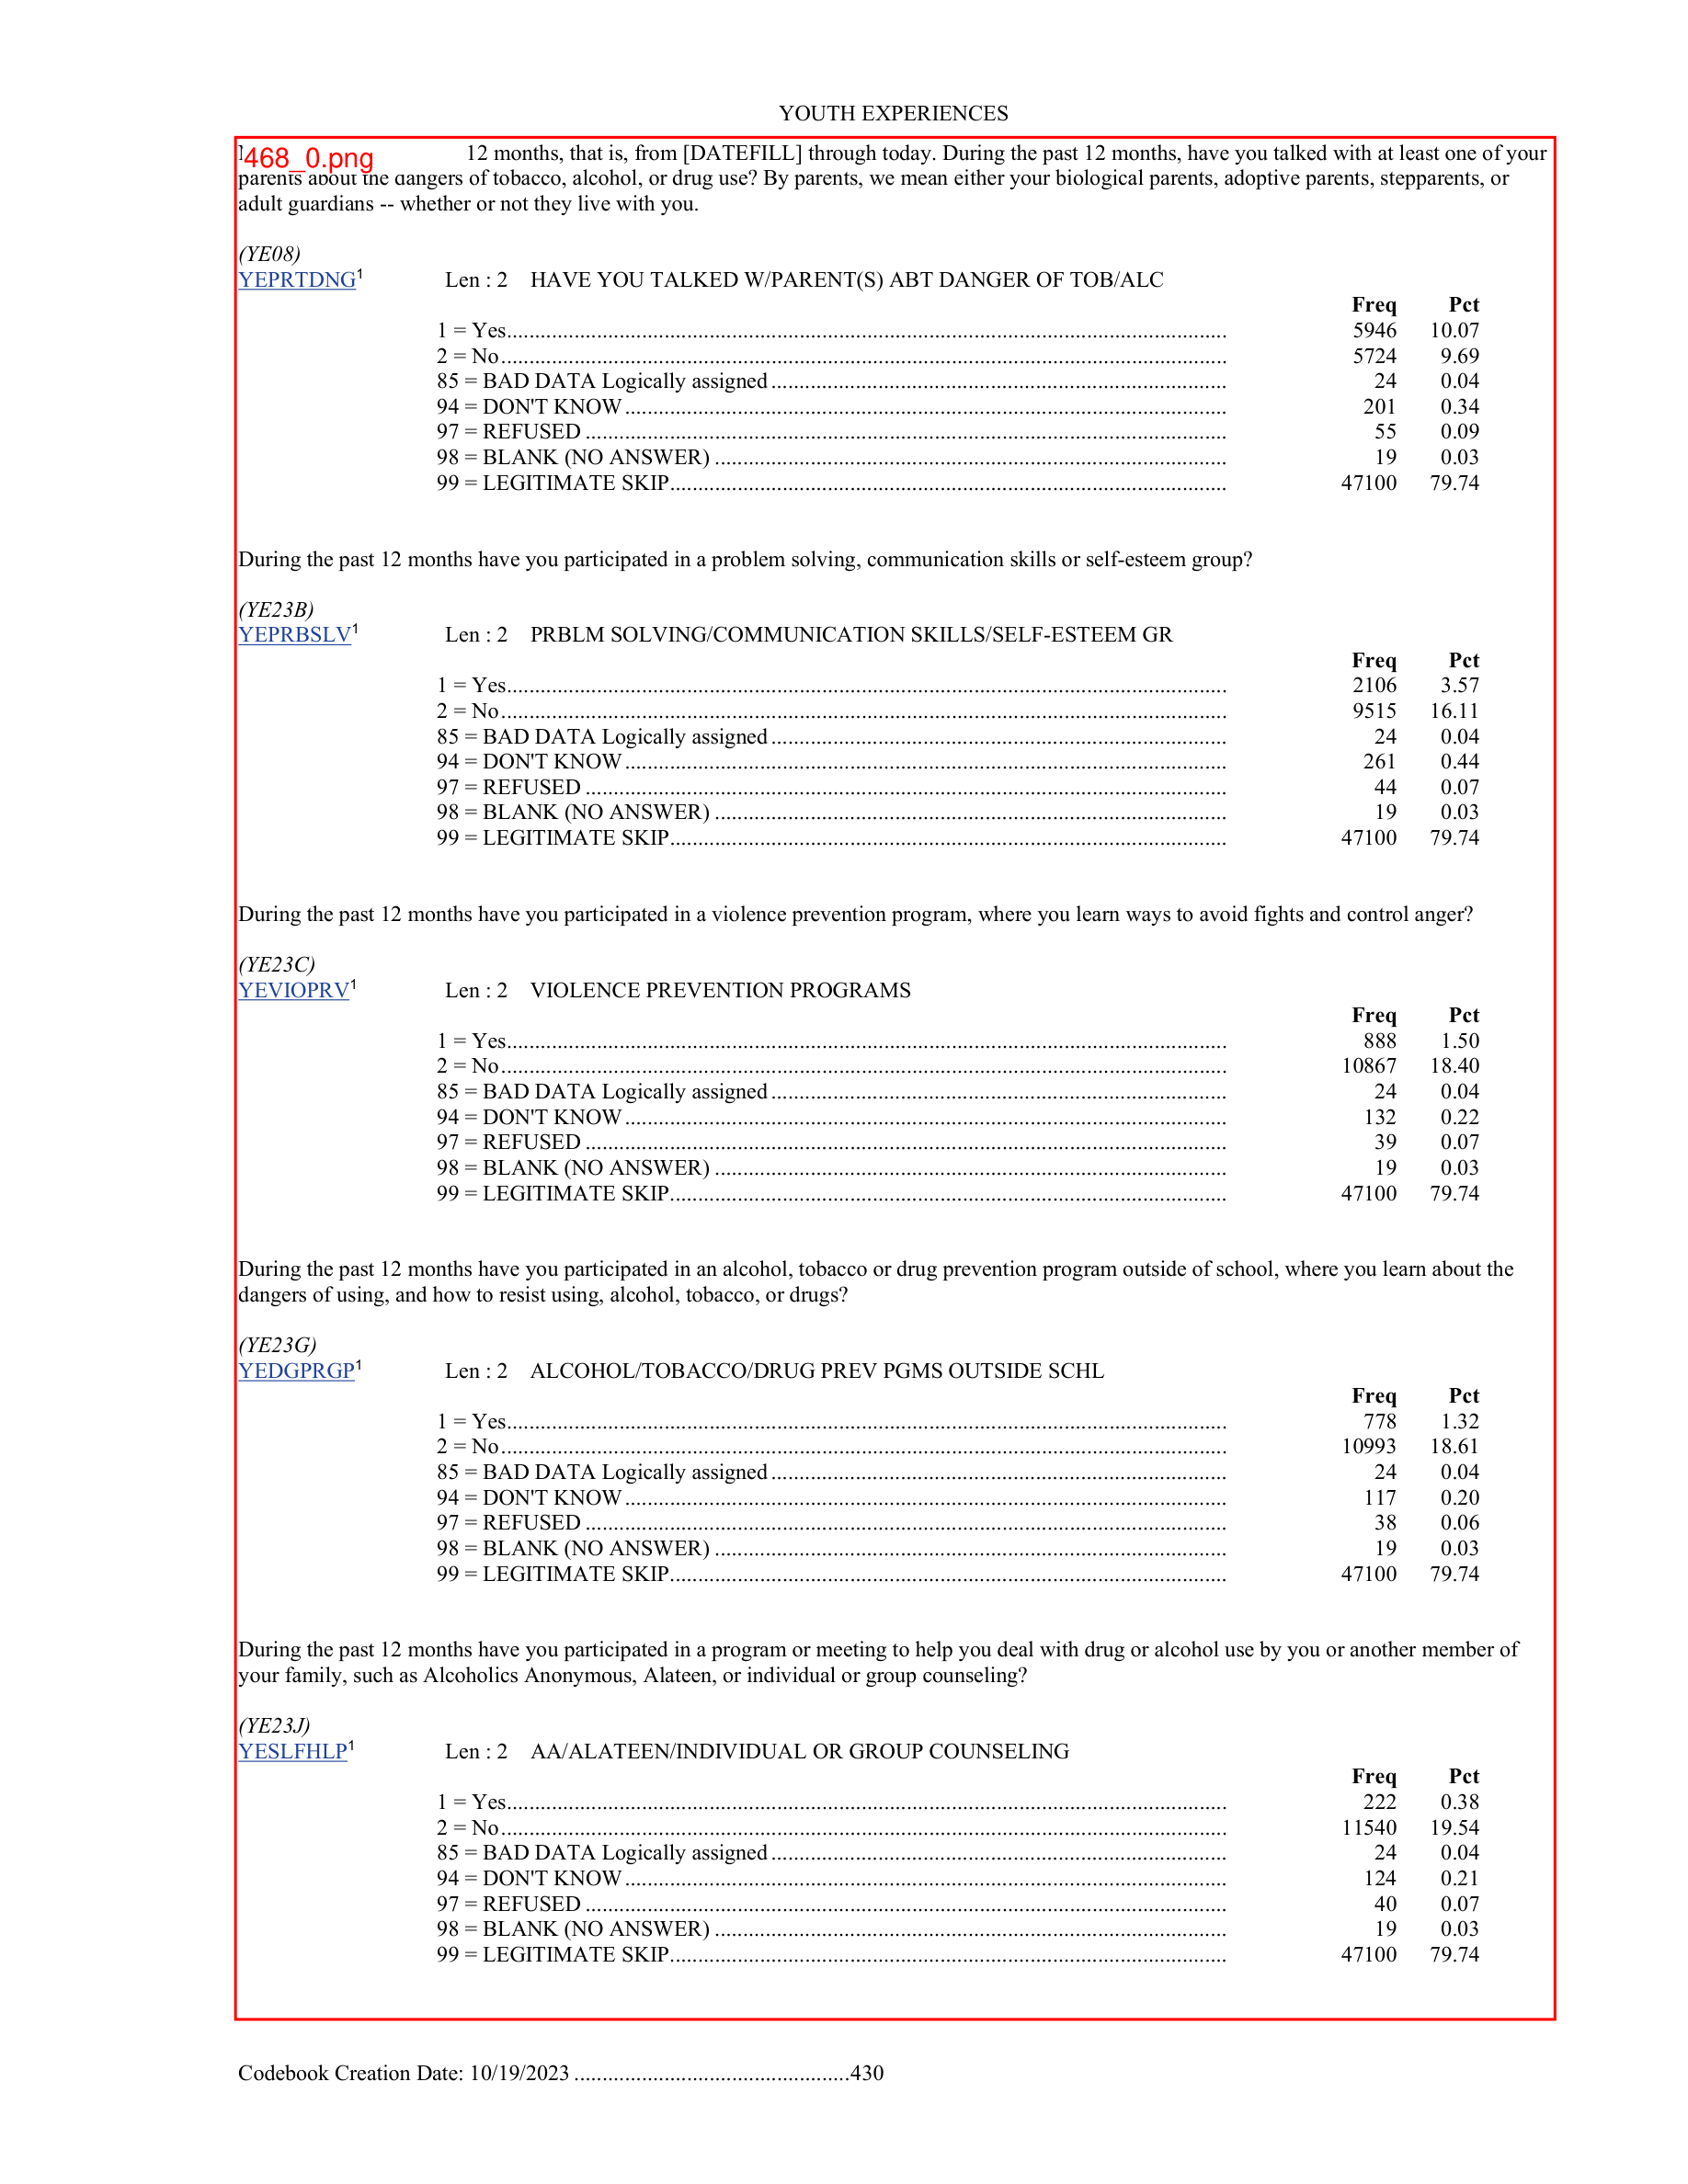 YOUTH EXPERIENCES
468_0.png
12 months, that is, from [DATEFILL] through today. During the past 12 months, have you talked with at least one of your
parents about the dangers of tobacco, alcohol, or drug use? By parents, we mean either your biological parents, adoptive parents, stepparents, or
adult guardians -- whether or not they live with you.
(YE08)
YEPRTDNG1 Len : 2 HAVE YOU TALKED W/PARENT(S) ABT DANGER OF TOB/ALC
Freq Pct
1 = Yes 5946 10.07
2 = No 5724 9.69
85 = BAD DATA Logically assigned 24 0.04
94 = DON'T KNOW 201 0.34
97 = REFUSED 55 0.09
98 = BLANK (NO ANSWER) 19 0.03
99 = LEGITIMATE SKIP 47100 79.74
During the past 12 months have you participated in a problem solving, communication skills or self-esteem group?
(YE23B)
YEPRBSLV1 Len : 2 PRBLM SOLVING/COMMUNICATION SKILLS/SELF-ESTEEM GR
Freq Pct
1 = Yes 2106 3.57
2 = No 9515 16.11
85 = BAD DATA Logically assigned 24 0.04
94 = DON'T KNOW 261 0.44
97 = REFUSED 44 0.07
98 = BLANK (NO ANSWER) 19 0.03
99 = LEGITIMATE SKIP 47100 79.74
During the past 12 months have you participated in a violence prevention program, where you learn ways to avoid fights and control anger?
(YE23C)
YEVIOPRV1 Len : 2 VIOLENCE PREVENTION PROGRAMS
Freq Pct
1 = Yes 888 1.50
2 = No 10867 18.40
85 = BAD DATA Logically assigned 24 0.04
94 = DON'T KNOW 132 0.22
97 = REFUSED 39 0.07
98 = BLANK (NO ANSWER) 19 0.03
99 = LEGITIMATE SKIP 47100 79.74
During the past 12 months have you participated in an alcohol, tobacco or drug prevention program outside of school, where you learn about the
dangers of using, and how to resist using, alcohol, tobacco, or drugs?
(YE23G)
YEDGPRGP1 Len : 2 ALCOHOL/TOBACCO/DRUG PREV PGMS OUTSIDE SCHL
Freq Pct
1 = Yes 778 1.32
2 = No 10993 18.61
85 = BAD DATA Logically assigned 24 0.04
94 = DON'T KNOW 117 0.20
97 = REFUSED 38 0.06
98 = BLANK (NO ANSWER) 19 0.03
99 = LEGITIMATE SKIP 47100 79.74
During the past 12 months have you participated in a program or meeting to help you deal with drug or alcohol use by you or another member of
your family, such as Alcoholics Anonymous, Alateen, or individual or group counseling?
(YE23J)
YESLFHLP1 Len : 2 AA/ALATEEN/INDIVIDUAL OR GROUP COUNSELING
Freq Pct
1 = Yes 222 0.38
2 = No 11540 19.54
85 = BAD DATA Logically assigned 24 0.04
94 = DON'T KNOW 124 0.21
97 = REFUSED 40 0.07
98 = BLANK (NO ANSWER) 19 0.03
99 = LEGITIMATE SKIP 47100 79.74
Codebook Creation Date: 10/19/2023 .................................................430